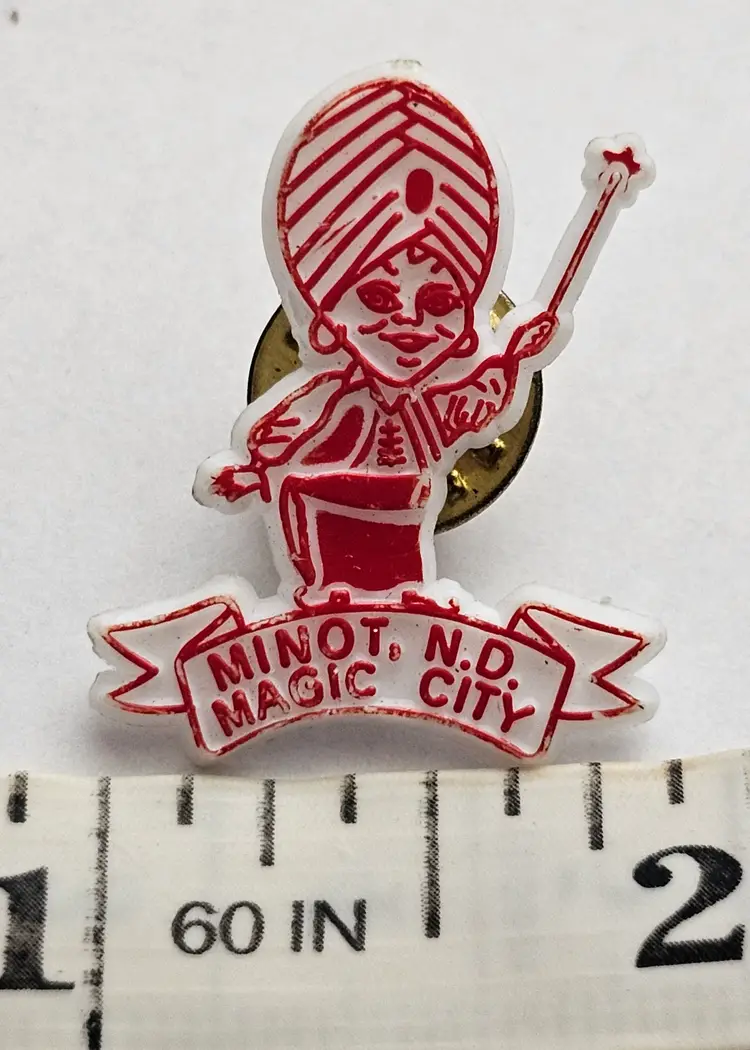 MINOT, N.D.
MAGIC CITY
1 60 IN 2